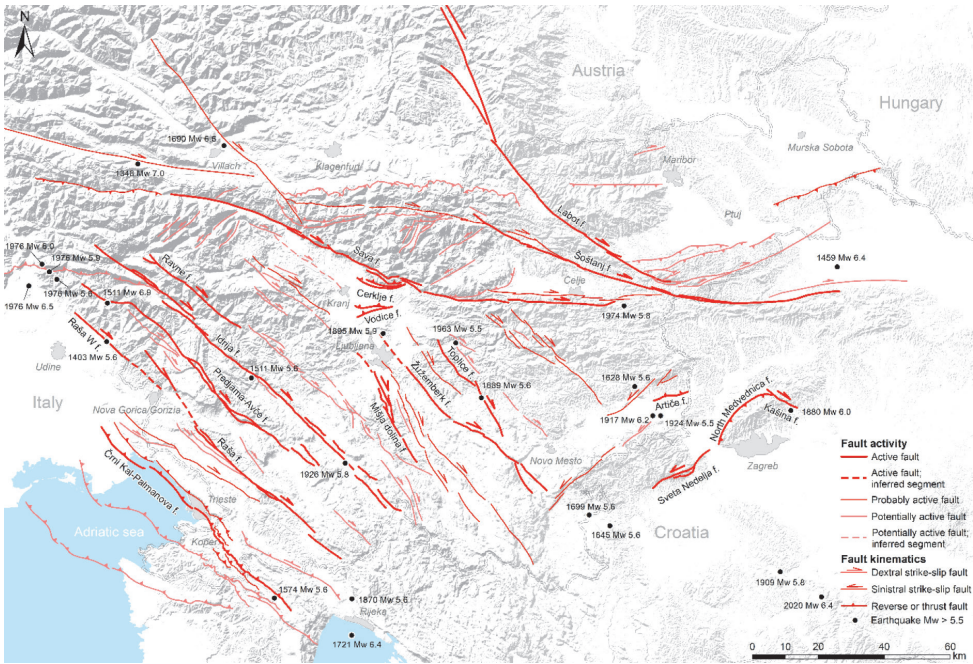 N
Austria
Hungary
1690 Mw 6.6
Villach
1348 Mw 7.0
Klagenfurt
Maribor
Murska Sobota
Ptuj
Labot f.
1976 Mw 6.0
1976 Mw 5.9
1976 Mw 5.6
1976 Mw 6.5
1511 Mw 6.9
Ravne f.
Sava f.
Šoštanj f.
Celje
1459 Mw 6.4
Kranj
Cerklje f.
Vodice f.
1974 Mw 5.8
Raša W f.
1403 Mw 5.6
Udine
Idrija f.
1895 Mw 5.9
Ljubljana
1963 Mw 5.5
Toplice f.
1511 Mw 5.6
Predjama-Avče f.
Žužemberk f.
1889 Mw 5.6
1628 Mw 5.6
Artiče f.
1917 Mw 6.2
1924 Mw 5.5
North Medvednica f.
Kašina f.
1880 Mw 6.0
Italy
Nova Gorica/Gorizia
Mišja dolina f.
Raša f.
1926 Mw 5.8
Novo Mesto
Zagreb
Sveta Nedelja f.
Črni Kal-Palmanova f.
Trieste
1699 Mw 5.6
1645 Mw 5.6
Croatia
Adriatic sea
Koper
1574 Mw 5.6
1870 Mw 5.6
Rijeka
1721 Mw 6.4
1909 Mw 5.8
2020 Mw 6.4
Fault activity
Active fault
Active fault;
inferred segment
Probably active fault
Potentially active fault
Potentially active fault;
inferred segment
Fault kinematics
Dextral strike-slip fault
Sinistral strike-slip fault
Reverse or thrust fault
Earthquake Mw > 5.5
0 10 20 40 60
km